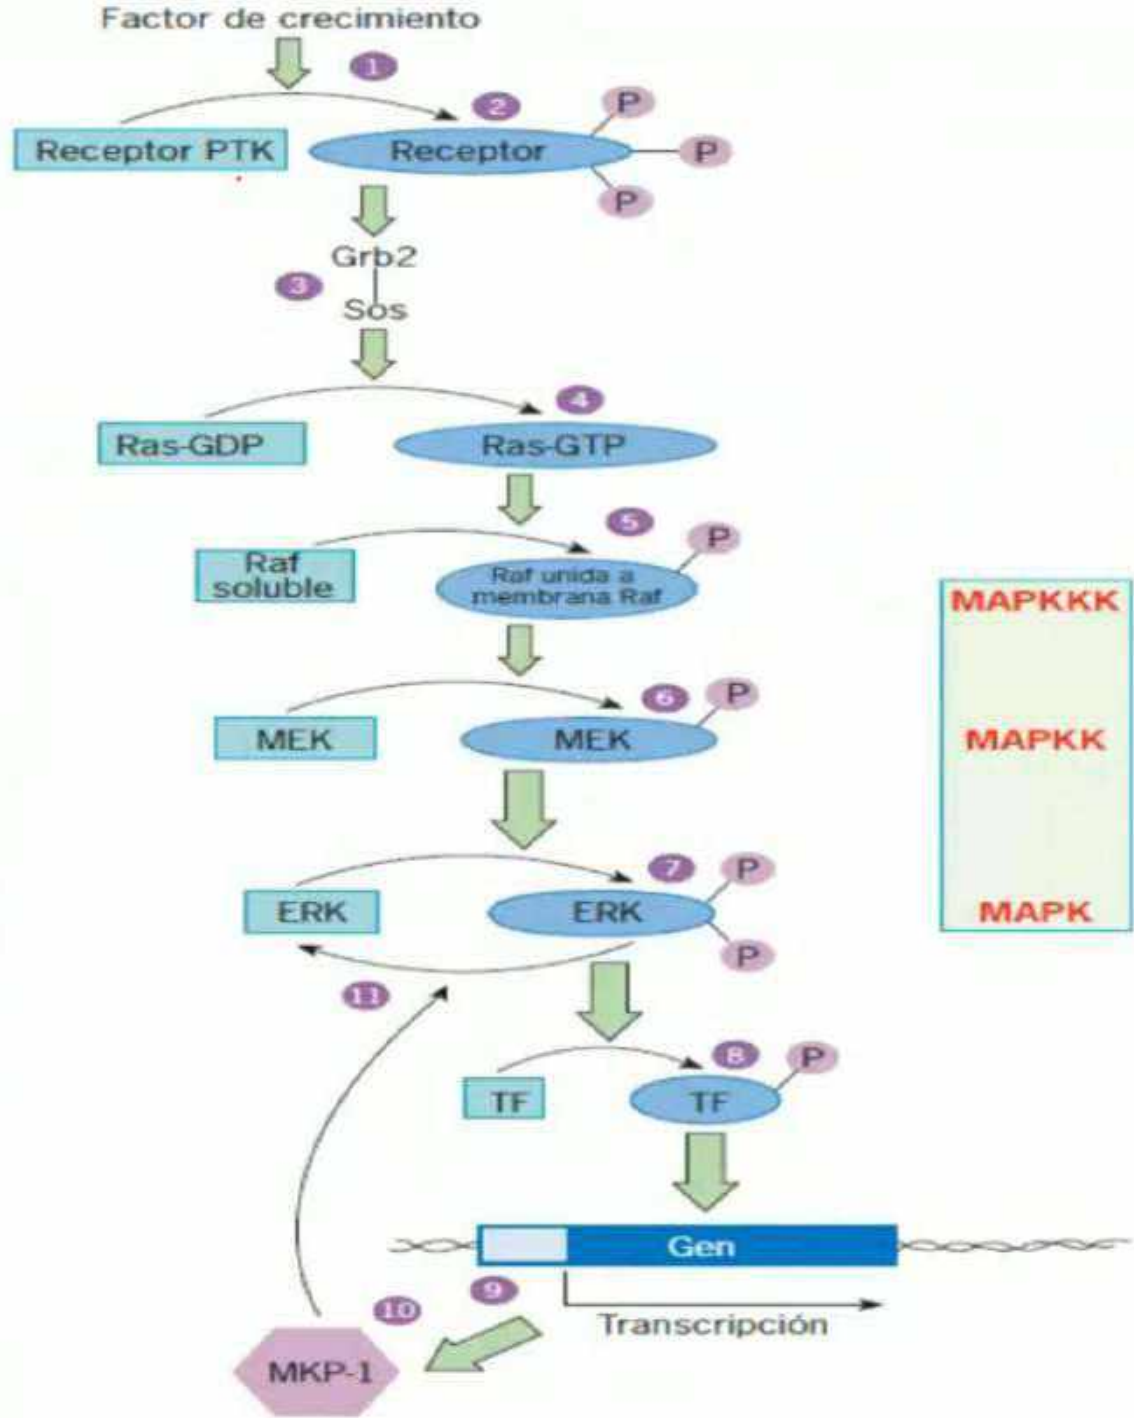 Factor de crecimiento
1
2
P
Receptor PTK
Receptor
P
P
Grb2
3
Sos
4
Ras-GDP
Ras-GTP
5
P
Raf
soluble
Raf unida a
membrana Raf
MAPKKK
6
P
MEK
MEK
MAPKK
7
P
ERK
ERK
MAPK
P
11
8
P
TF
TF
Gen
9
10
Transcripción
MKP-1